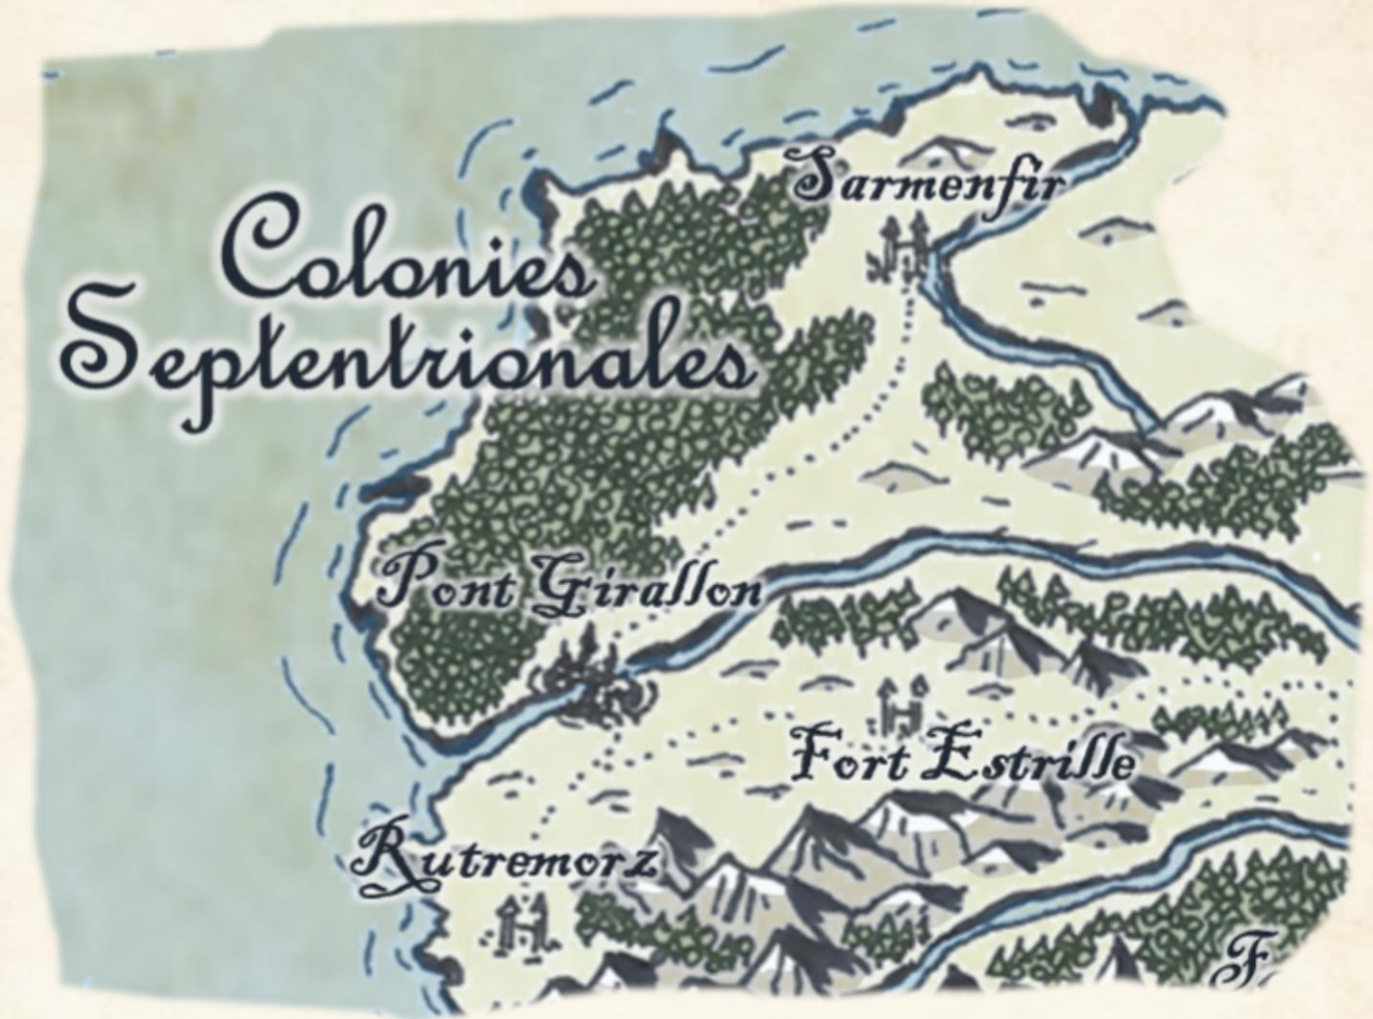 Sarmenfir
Colonies
Septentrionales
Pont Girallon
Fort Estrille
Rutremorz
F